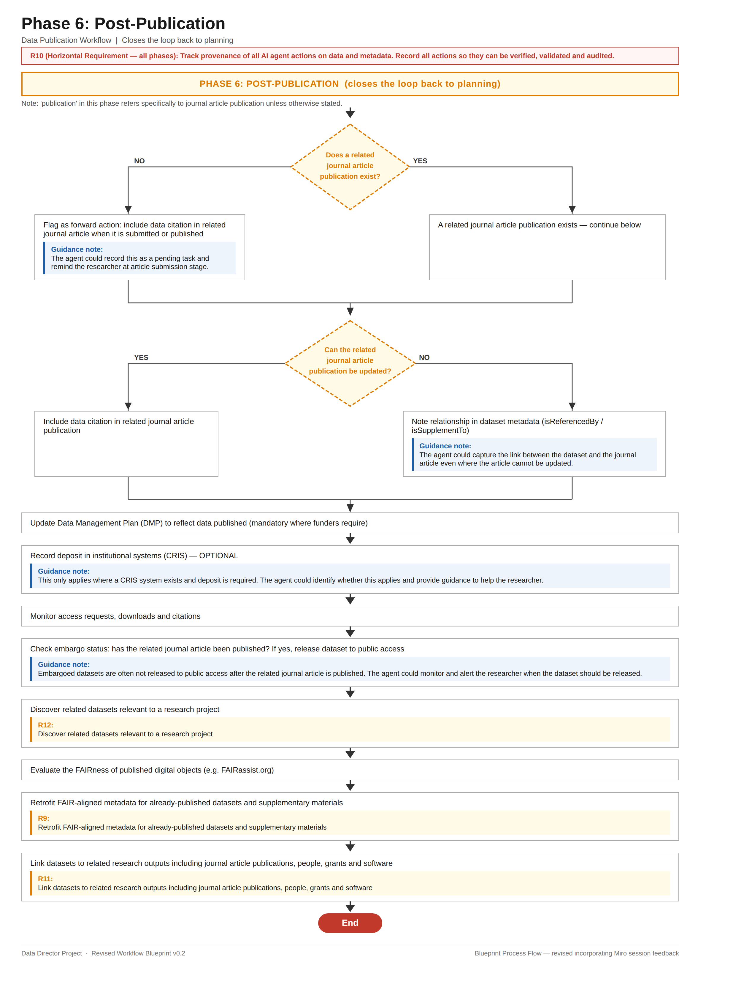 Phase 6: Post-Publication
Data Publication Workflow | Closes the loop back to planning
R10 (Horizontal Requirement — all phases): Track provenance of all AI agent actions on data and metadata. Record all actions so they can be verified, validated and audited.
PHASE 6: POST-PUBLICATION (closes the loop back to planning)
Note: 'publication' in this phase refers specifically to journal article publication unless otherwise stated.
Does a related
journal article
publication exist?
NO
YES
Flag as forward action: include data citation in related
journal article when it is submitted or published
Guidance note:
The agent could record this as a pending task and
remind the researcher at article submission stage.
A related journal article publication exists — continue below
Can the related
journal article
publication be updated?
YES
NO
Include data citation in related journal article
publication
Note relationship in dataset metadata (isReferencedBy /
isSupplementTo)
Guidance note:
The agent could capture the link between the dataset and the journal
article even where the article cannot be updated.
Update Data Management Plan (DMP) to reflect data published (mandatory where funders require)
Record deposit in institutional systems (CRIS) — OPTIONAL
Guidance note:
This only applies where a CRIS system exists and deposit is required. The agent could identify whether this applies and provide guidance to help the researcher.
Monitor access requests, downloads and citations
Check embargo status: has the related journal article been published? If yes, release dataset to public access
Guidance note:
Embargoed datasets are often not released to public access after the related journal article is published. The agent could monitor and alert the researcher when the dataset should be released.
Discover related datasets relevant to a research project
R12:
Discover related datasets relevant to a research project
Evaluate the FAIRness of published digital objects (e.g. FAIRassist.org)
Retrofit FAIR-aligned metadata for already-published datasets and supplementary materials
R9:
Retrofit FAIR-aligned metadata for already-published datasets and supplementary materials
Link datasets to related research outputs including journal article publications, people, grants and software
R11:
Link datasets to related research outputs including journal article publications, people, grants and software
End
Data Director Project · Revised Workflow Blueprint v0.2
Blueprint Process Flow — revised incorporating Miro session feedback